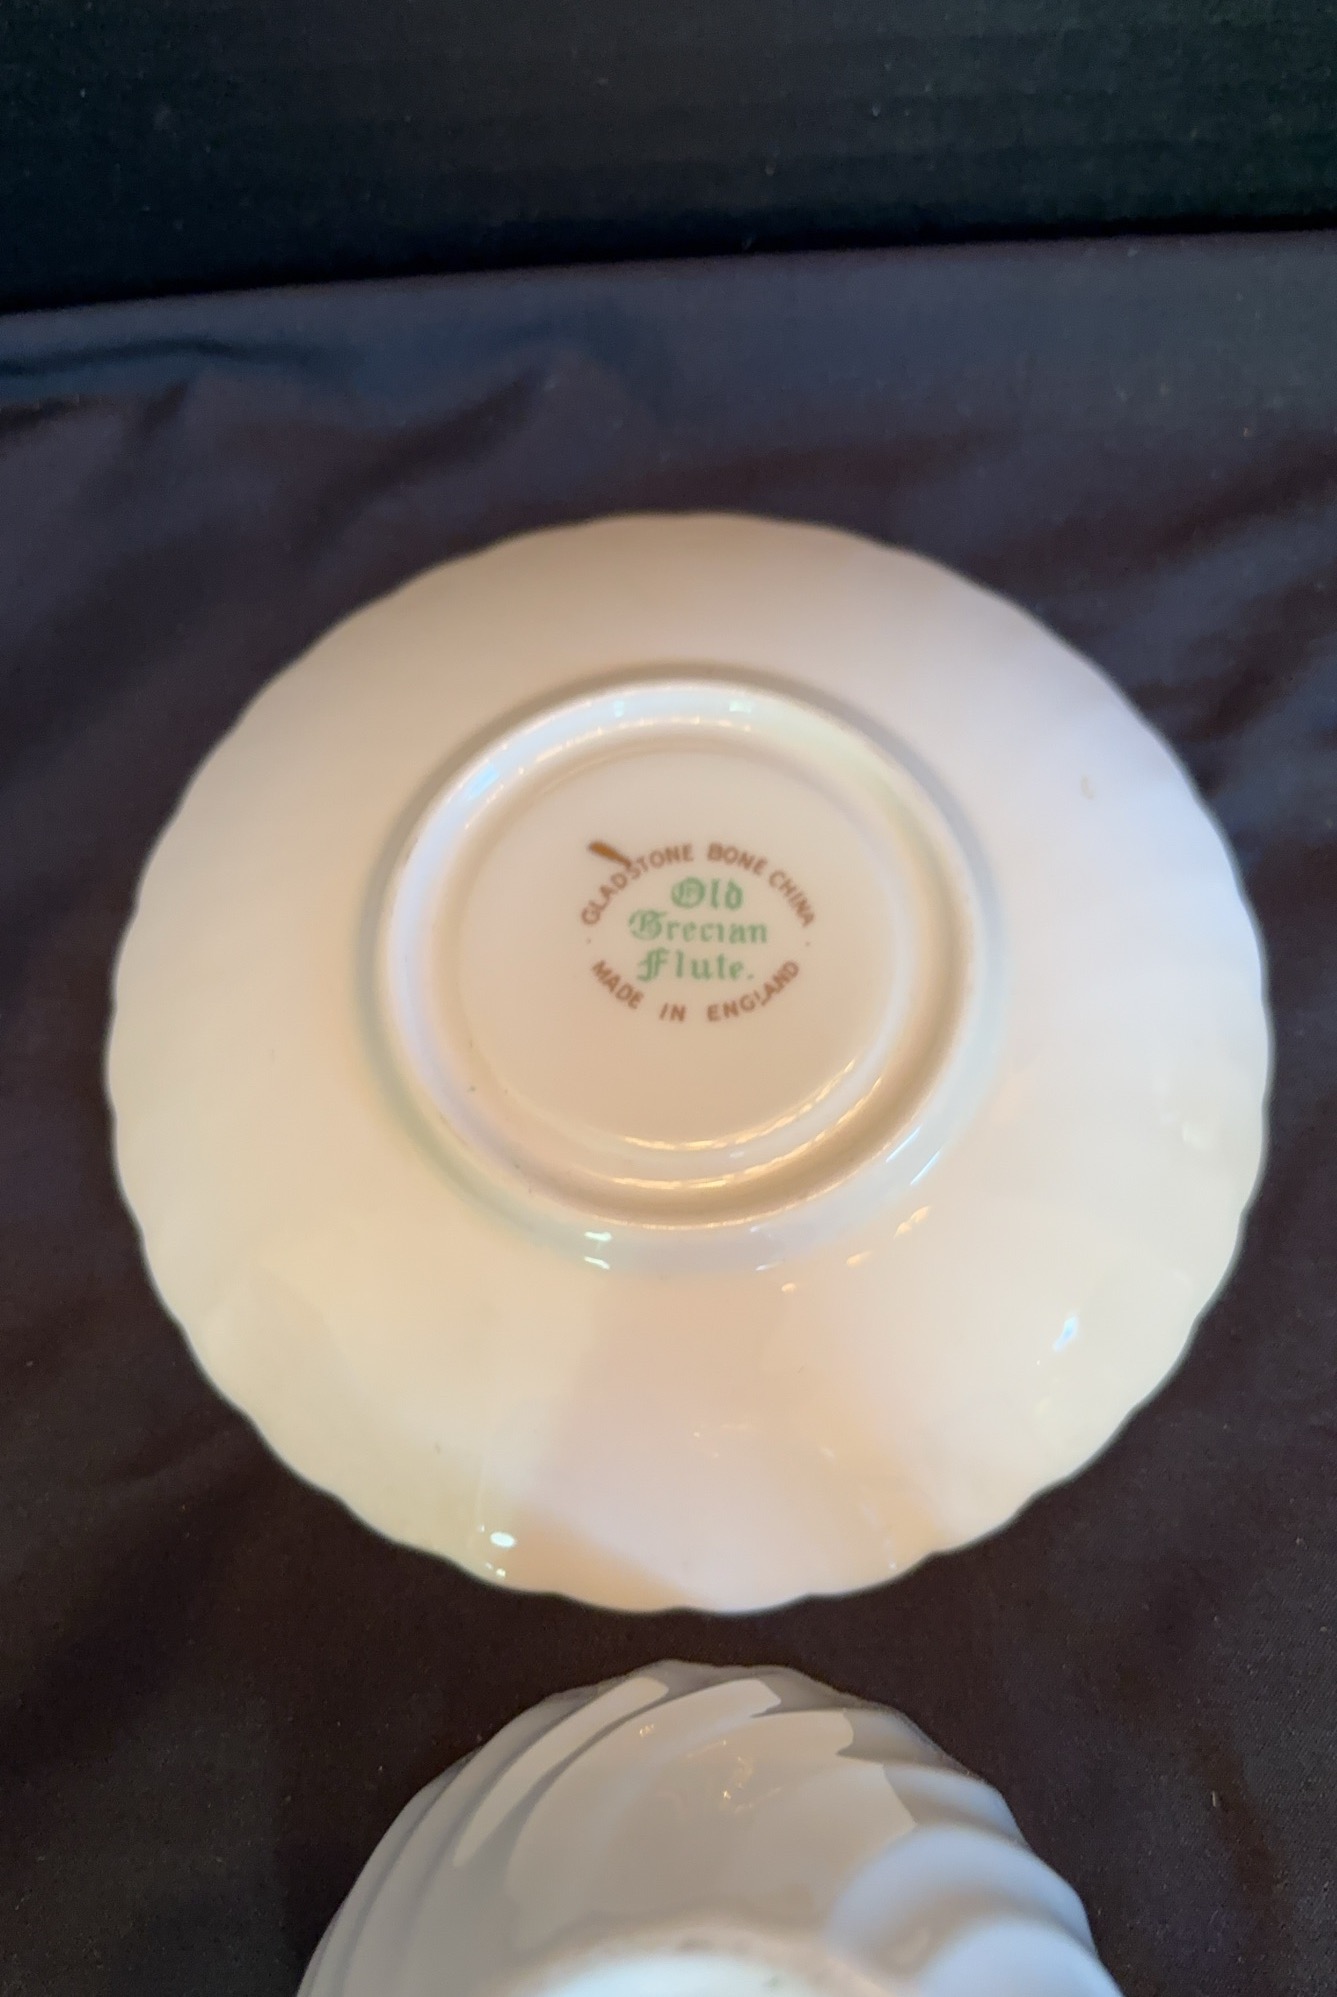 GLADSTONE BONE CHINA
Old
Grecian
Flute.
MADE IN ENGLAND